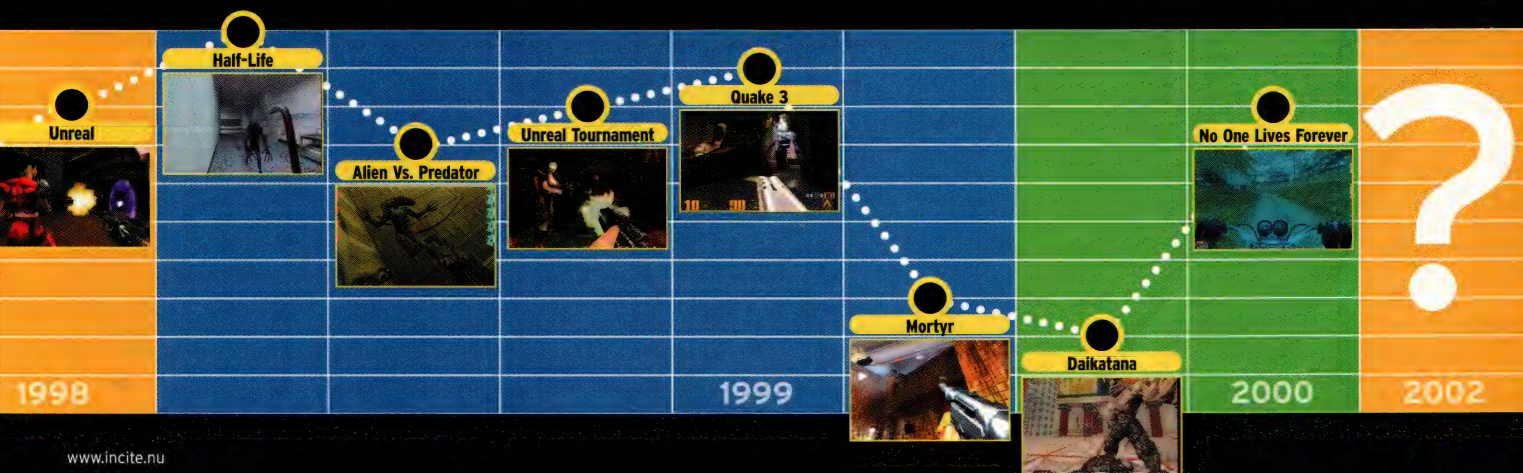 Unreal
Half-Life
Alien Vs. Predator
Unreal Tournament
Quake 3
Mortyr
Daikatana
No One Lives Forever
?
1998
1999
2000
2002
www.incite.nu